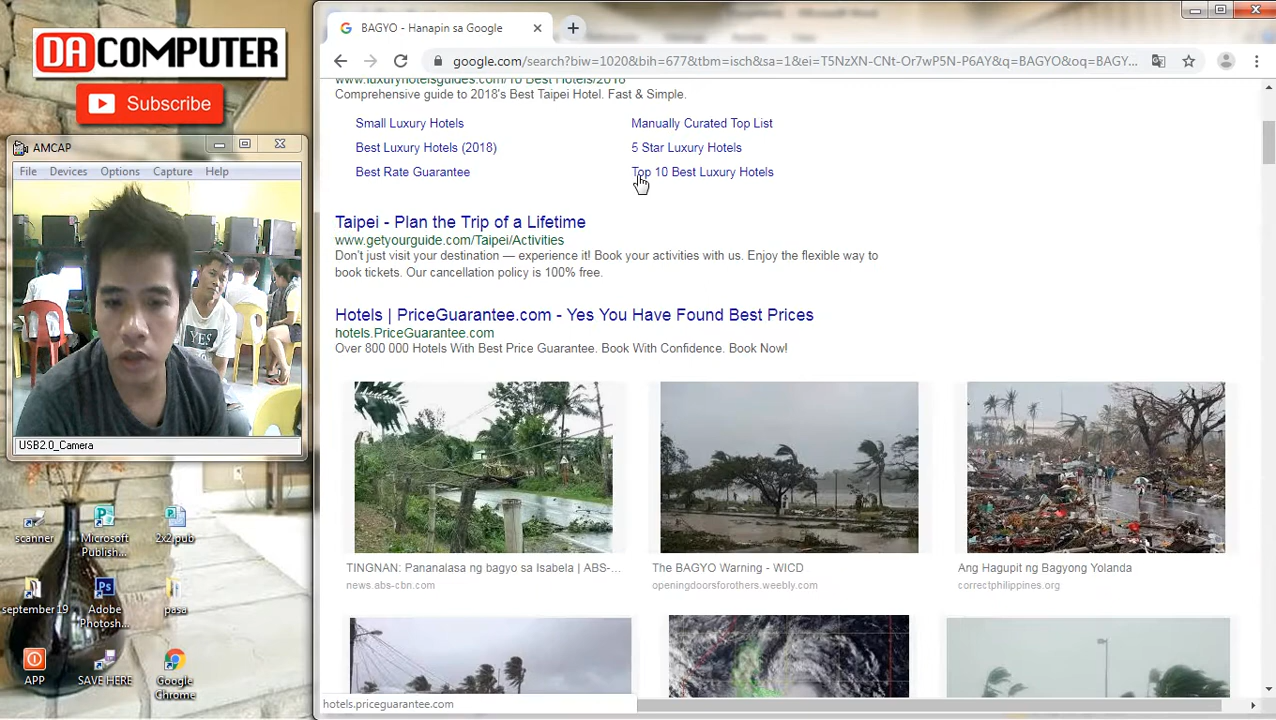 DA COMPUTER
Subscribe
AMCAP
File Devices Options Capture Help
YES
USB2.0_Camera
scanner
Microsoft Publish...
2x2.pub
september 19
Adobe Photosh...
pasa
APP
SAVE HERE
Google Chrome
BAGYO - Hanapin sa Google
google.com/search?biw=1020&bih=677&tbm=isch&sa=1&ei=T5NzXN-CNt-Or7wP5N-P6AY&q=BAGYO&oq=BAGY...
www.luxuryhotelsguides.com/10 Best Hotels/2018
Comprehensive guide to 2018's Best Taipei Hotel. Fast & Simple.
Small Luxury Hotels
Manually Curated Top List
Best Luxury Hotels (2018)
5 Star Luxury Hotels
Best Rate Guarantee
Top 10 Best Luxury Hotels
Taipei - Plan the Trip of a Lifetime
www.getyourguide.com/Taipei/Activities
Don't just visit your destination — experience it! Book your activities with us. Enjoy the flexible way to
book tickets. Our cancellation policy is 100% free.
Hotels | PriceGuarantee.com - Yes You Have Found Best Prices
hotels.PriceGuarantee.com
Over 800 000 Hotels With Best Price Guarantee. Book With Confidence. Book Now!
TINGNAN: Pananalasa ng bagyo sa Isabela | ABS-...
news.abs-cbn.com
The BAGYO Warning - WICD
openingdoorsforothers.weebly.com
Ang Hagupit ng Bagyong Yolanda
correctphilippines.org
hotels.priceguarantee.com